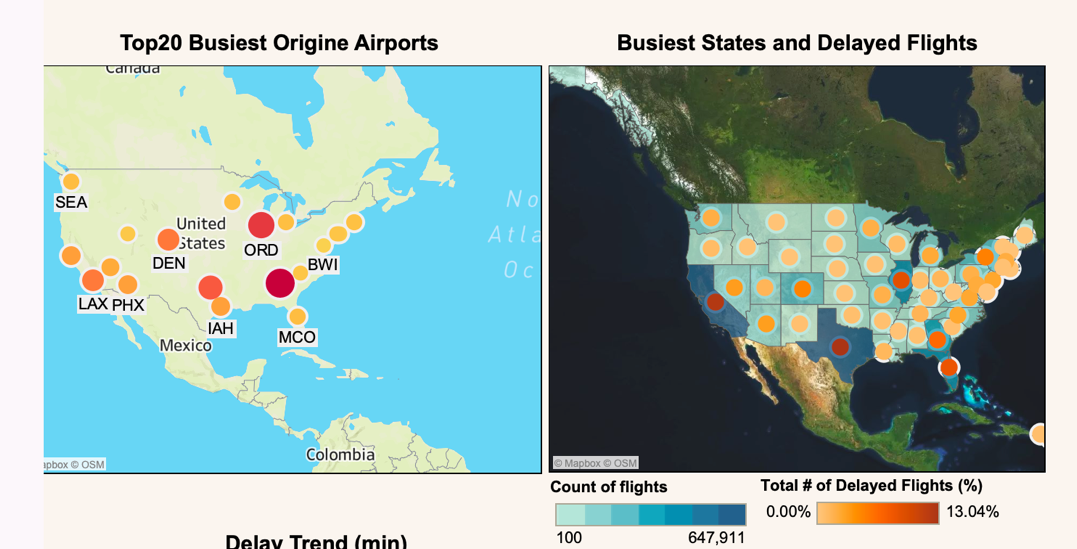 Top20 Busiest Origine Airports
Busiest States and Delayed Flights
Canada
No
Atla
Oc
SEA
United
States
ORD
DEN
BWI
LAX
PHX
IAH
MCO
Mexico
Colombia
apbox © OSM
© Mapbox © OSM
Count of flights
Total # of Delayed Flights (%)
0.00%
13.04%
100
647,911
Delay Trend (min)